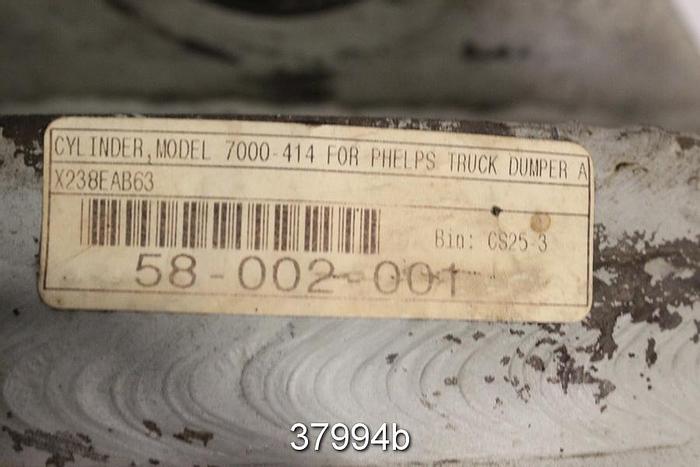 CYLINDER, MODEL 7000-414 FOR PHELPS TRUCK DUMPER A
X238EAB63
Bin: CS25-3
58-002-001
37994b